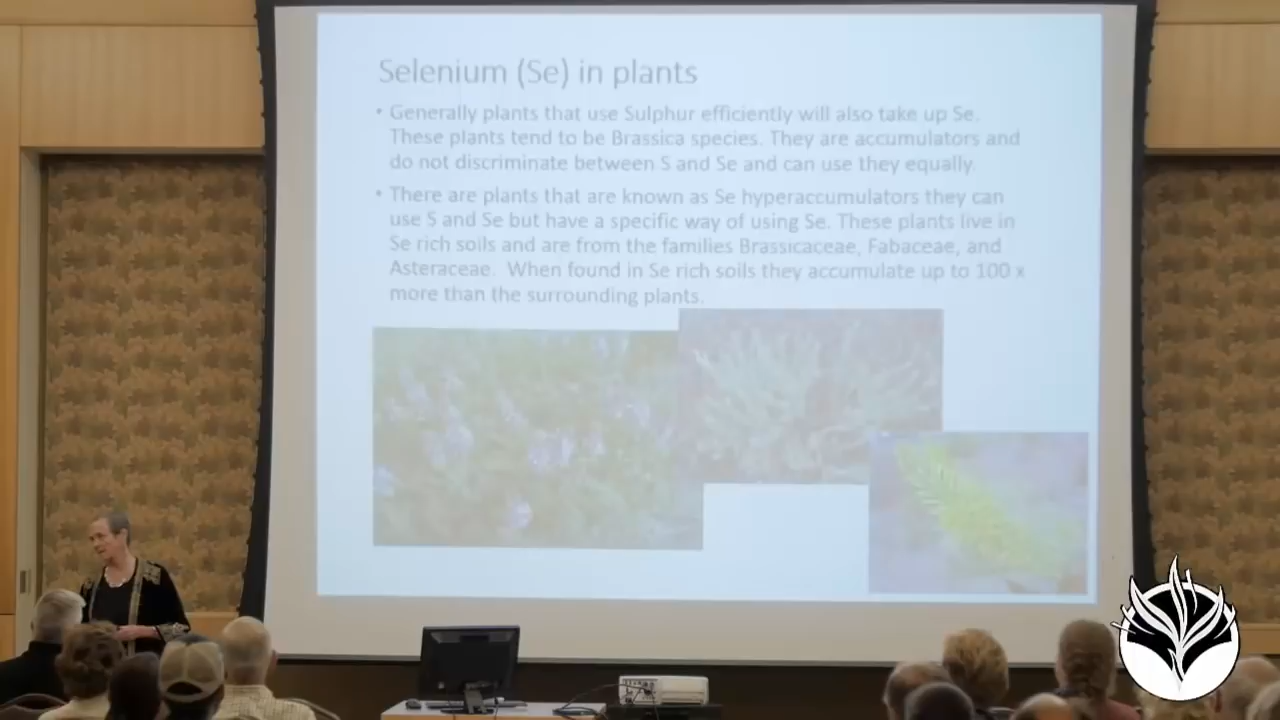 Selenium (Se) in plants
• Generally plants that use Sulphur efficiently will also take up Se.
These plants tend to be Brassica species. They are accumulators and
do not discriminate between S and Se and can use they equally.
• There are plants that are known as Se hyperaccumulators they can
use S and Se but have a specific way of using Se. These plants live in
Se rich soils and are from the families Brassicaceae, Fabaceae, and
Asteraceae. When found in Se rich soils they accumulate up to 100 x
more than the surrounding plants.